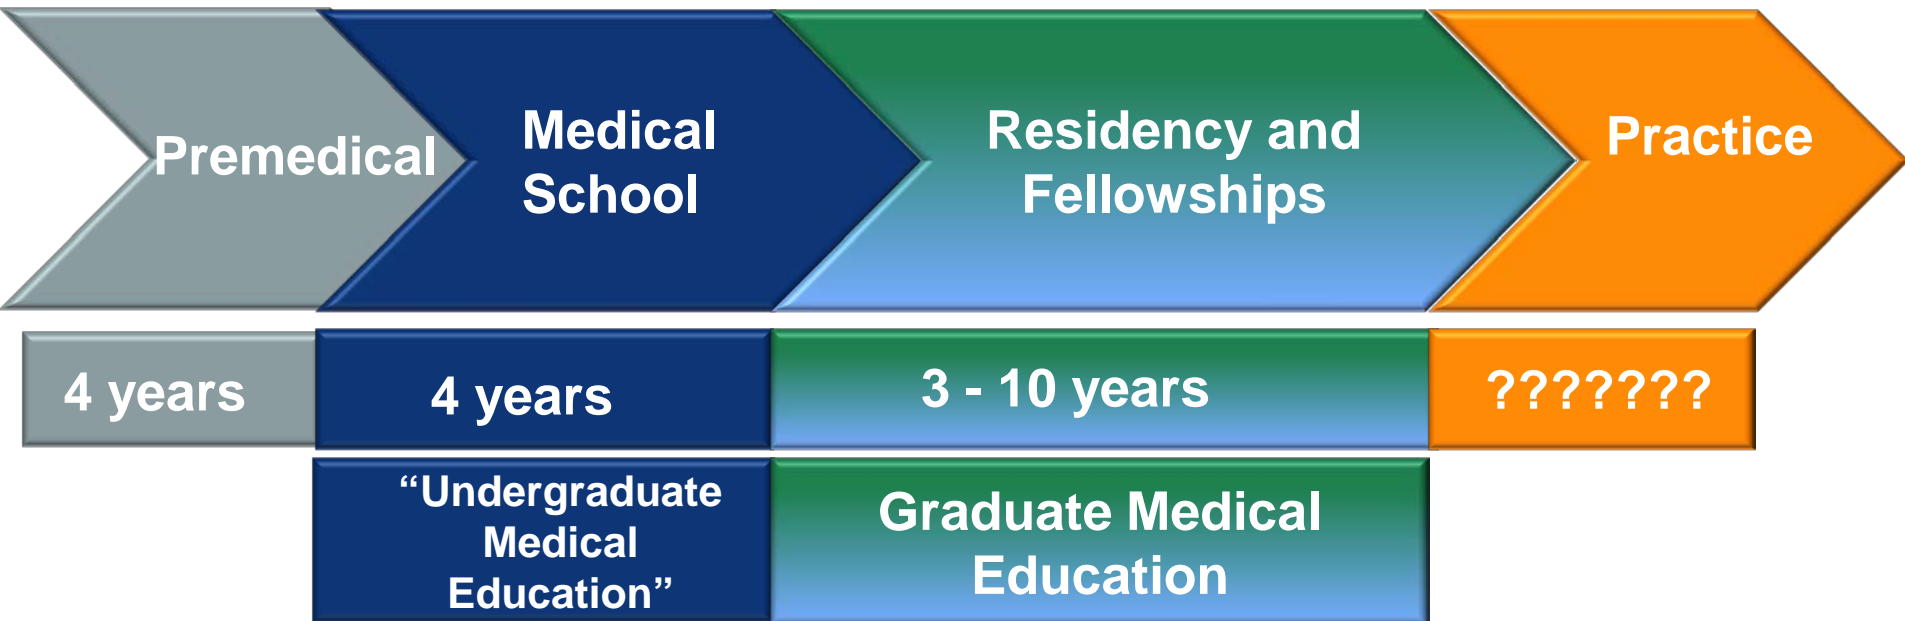 Premedical
Medical
School
Residency and
Fellowships
Practice
4 years
4 years
3 - 10 years
???????
“Undergraduate
Medical
Education”
Graduate Medical
Education